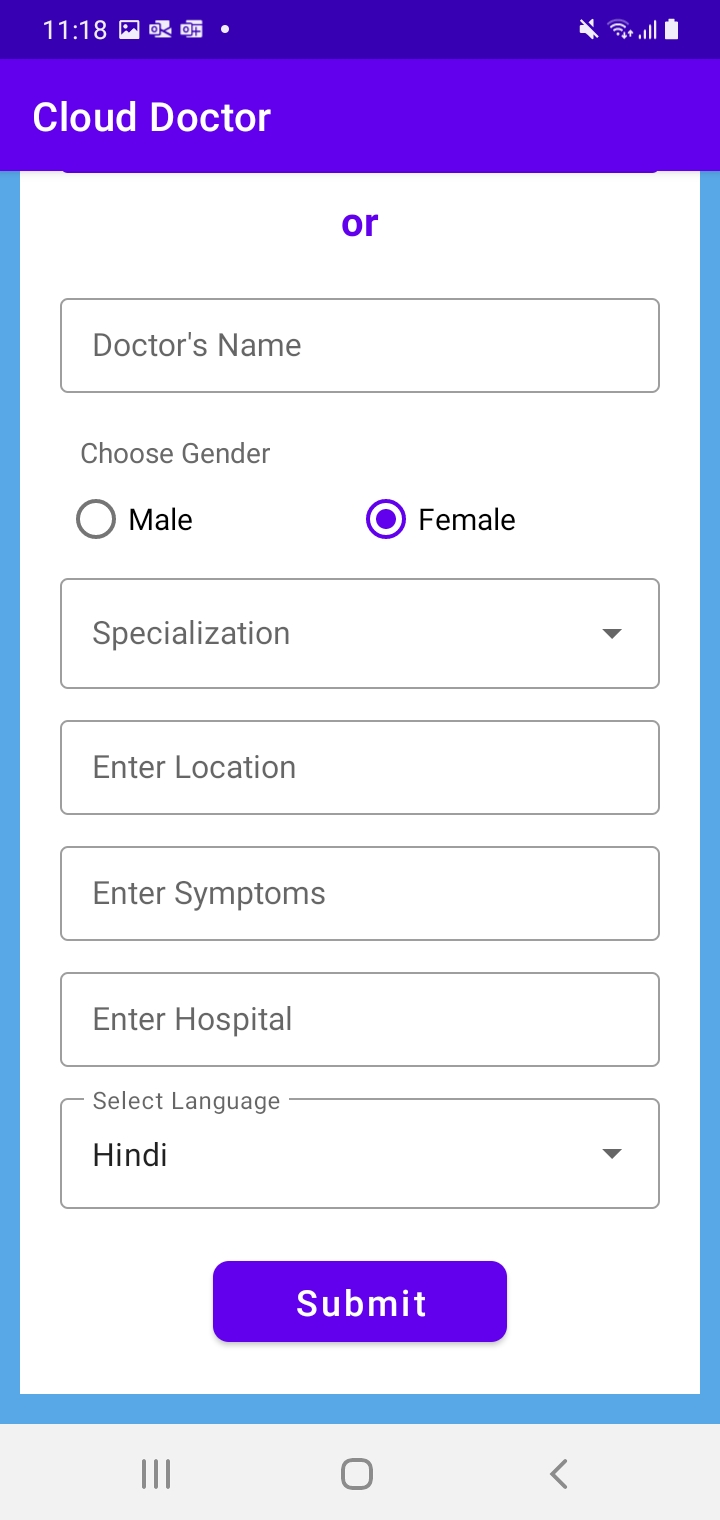 11:18
Cloud Doctor
or
Doctor's Name
Choose Gender
Male Female
Specialization
Enter Location
Enter Symptoms
Enter Hospital
Select Language
Hindi
Submit